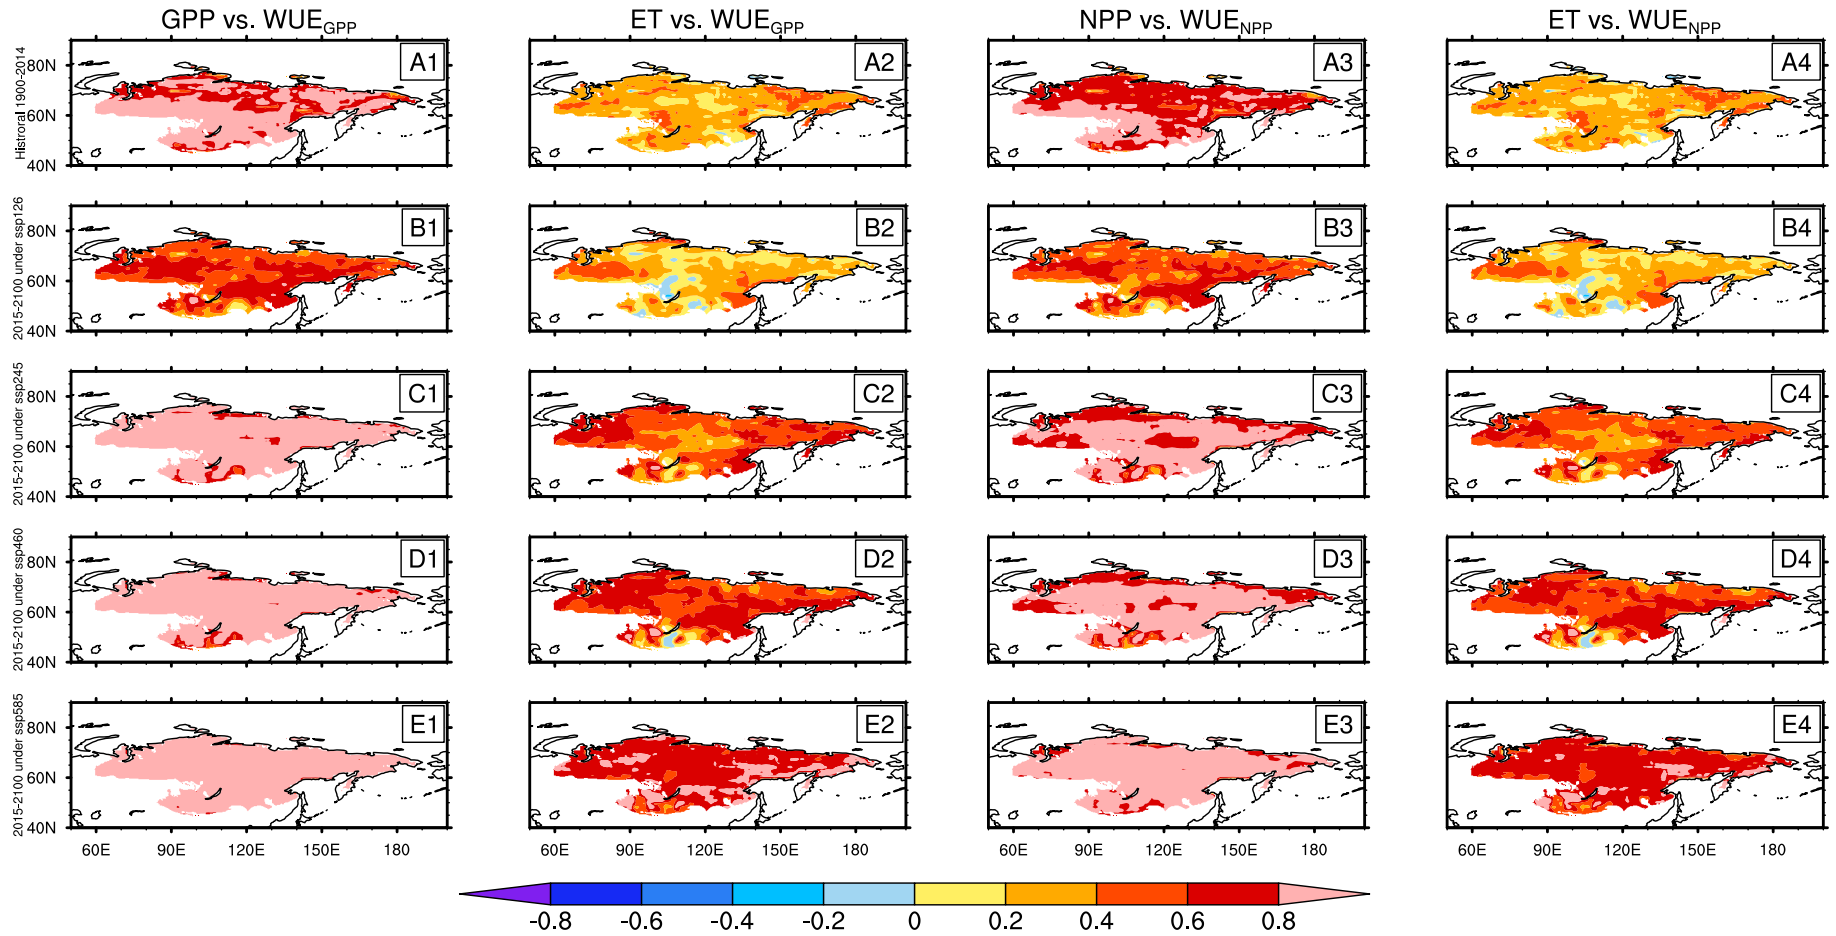 GPP vs. WUEGPP
ET vs. WUEGPP
NPP vs. WUENPP
ET vs. WUENPP
Histroral 1900-2014
80N
60N
40N
A1
A2
A3
A4
2015-2100 under ssp126
80N
60N
40N
B1
B2
B3
B4
2015-2100 under ssp245
80N
60N
40N
C1
C2
C3
C4
2015-2100 under ssp460
80N
60N
40N
D1
D2
D3
D4
2015-2100 under ssp585
80N
60N
40N
E1
E2
E3
E4
60E 90E 120E 150E 180
60E 90E 120E 150E 180
60E 90E 120E 150E 180
60E 90E 120E 150E 180
-0.8 -0.6 -0.4 -0.2 0 0.2 0.4 0.6 0.8